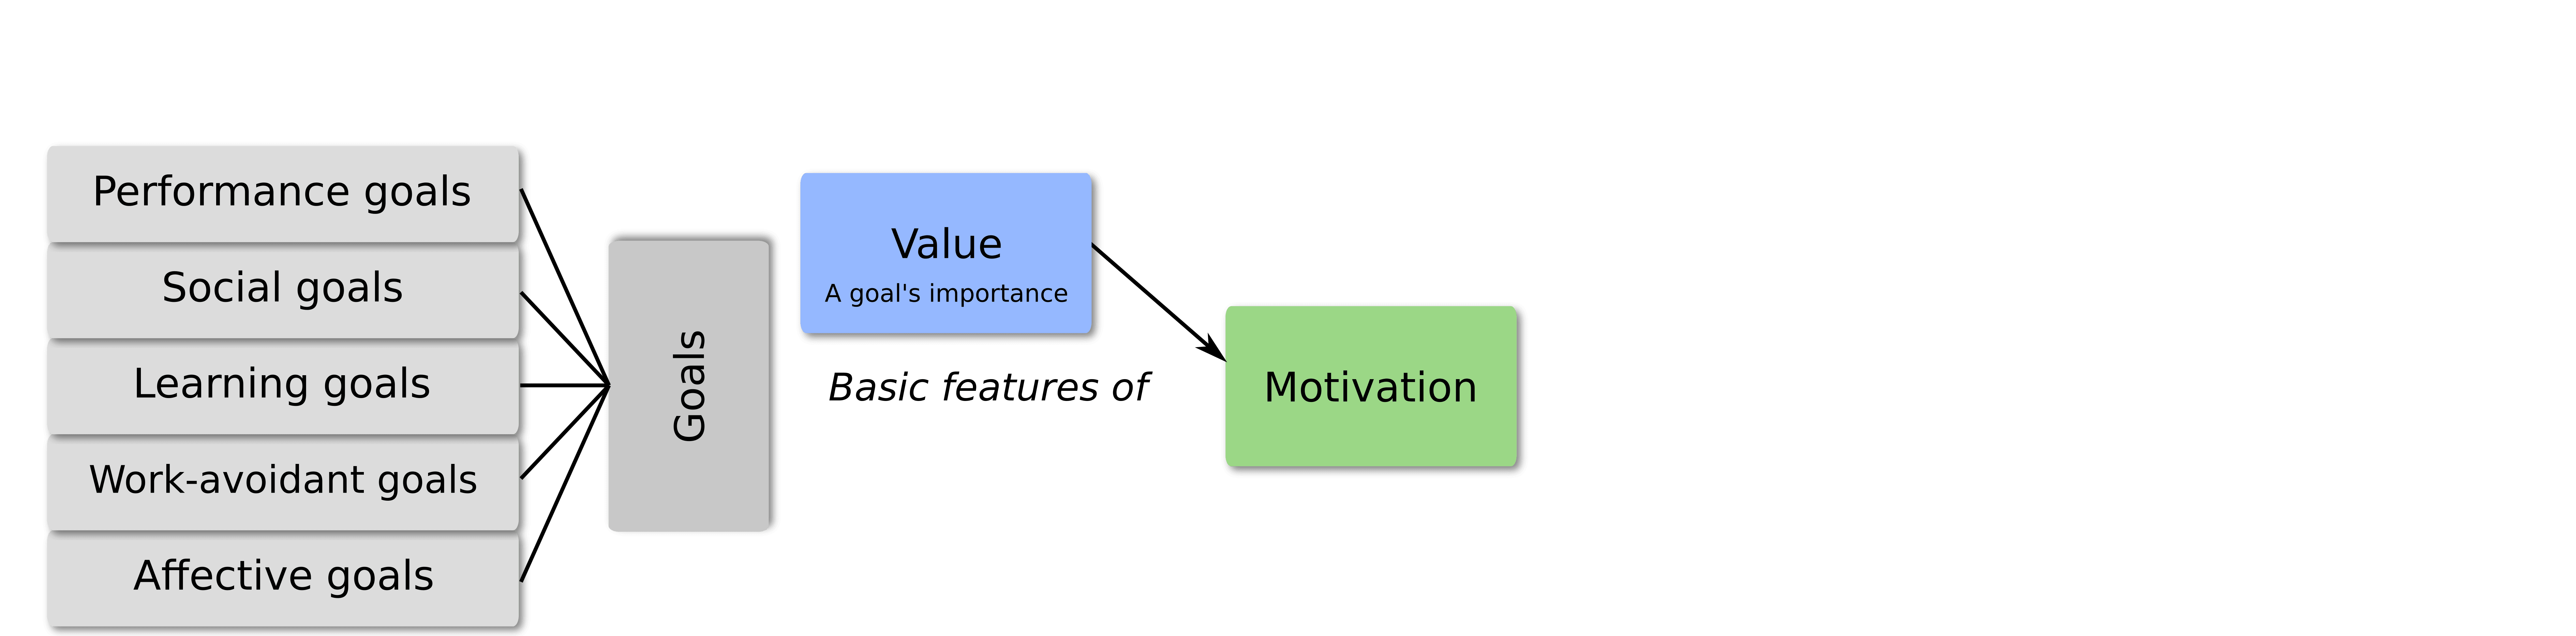 Performance goals
Social goals
Learning goals
Work-avoidant goals
Affective goals
Goals
Value
A goal's importance
Basic features of
Motivation